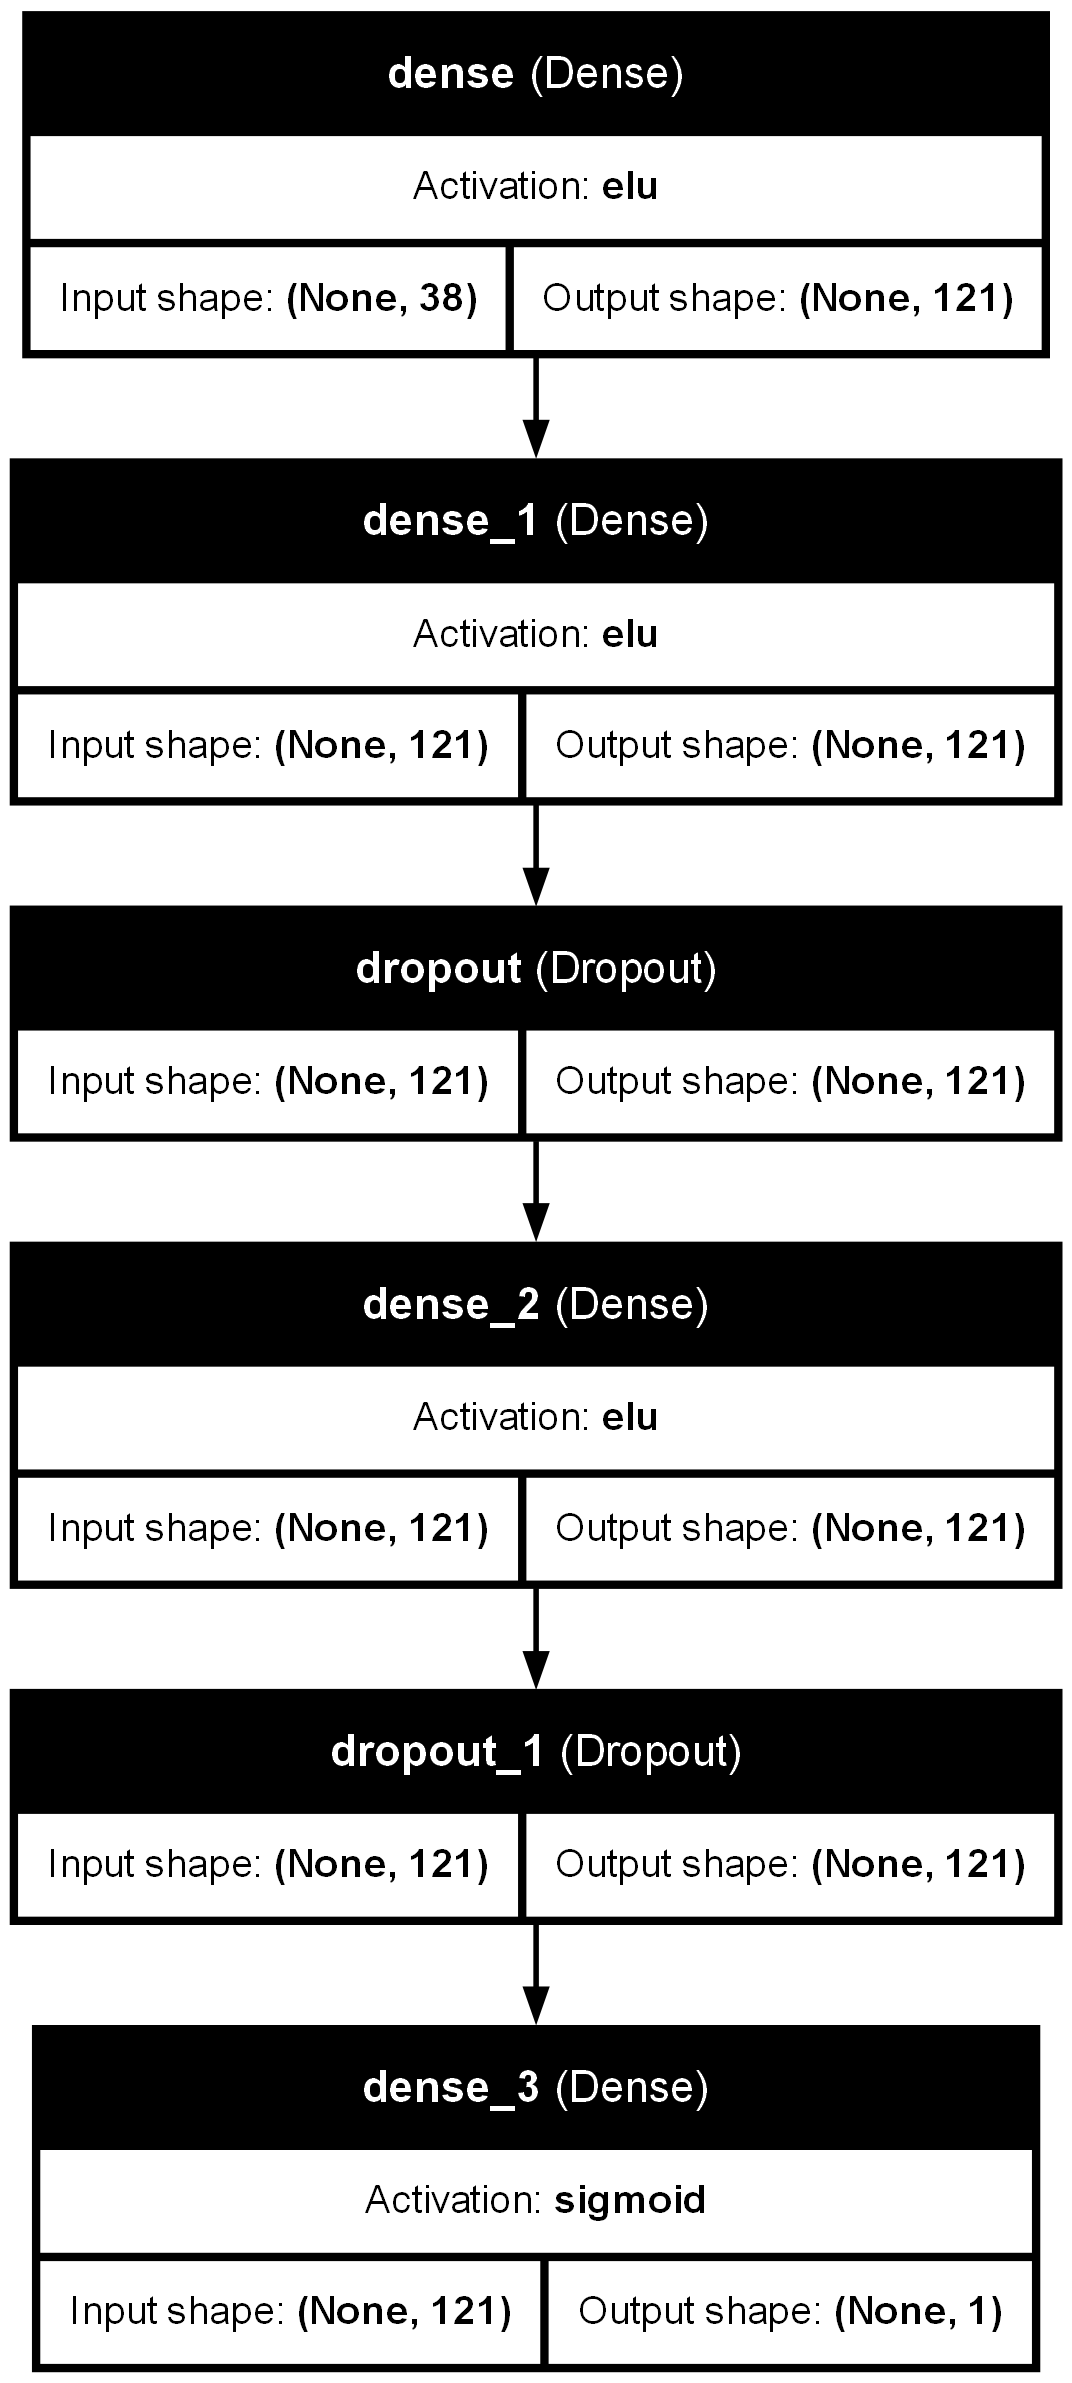 dense (Dense)
Activation: elu
Input shape: (None, 38) Output shape: (None, 121)
dense_1 (Dense)
Activation: elu
Input shape: (None, 121) Output shape: (None, 121)
dropout (Dropout)
Input shape: (None, 121) Output shape: (None, 121)
dense_2 (Dense)
Activation: elu
Input shape: (None, 121) Output shape: (None, 121)
dropout_1 (Dropout)
Input shape: (None, 121) Output shape: (None, 121)
dense_3 (Dense)
Activation: sigmoid
Input shape: (None, 121) Output shape: (None, 1)